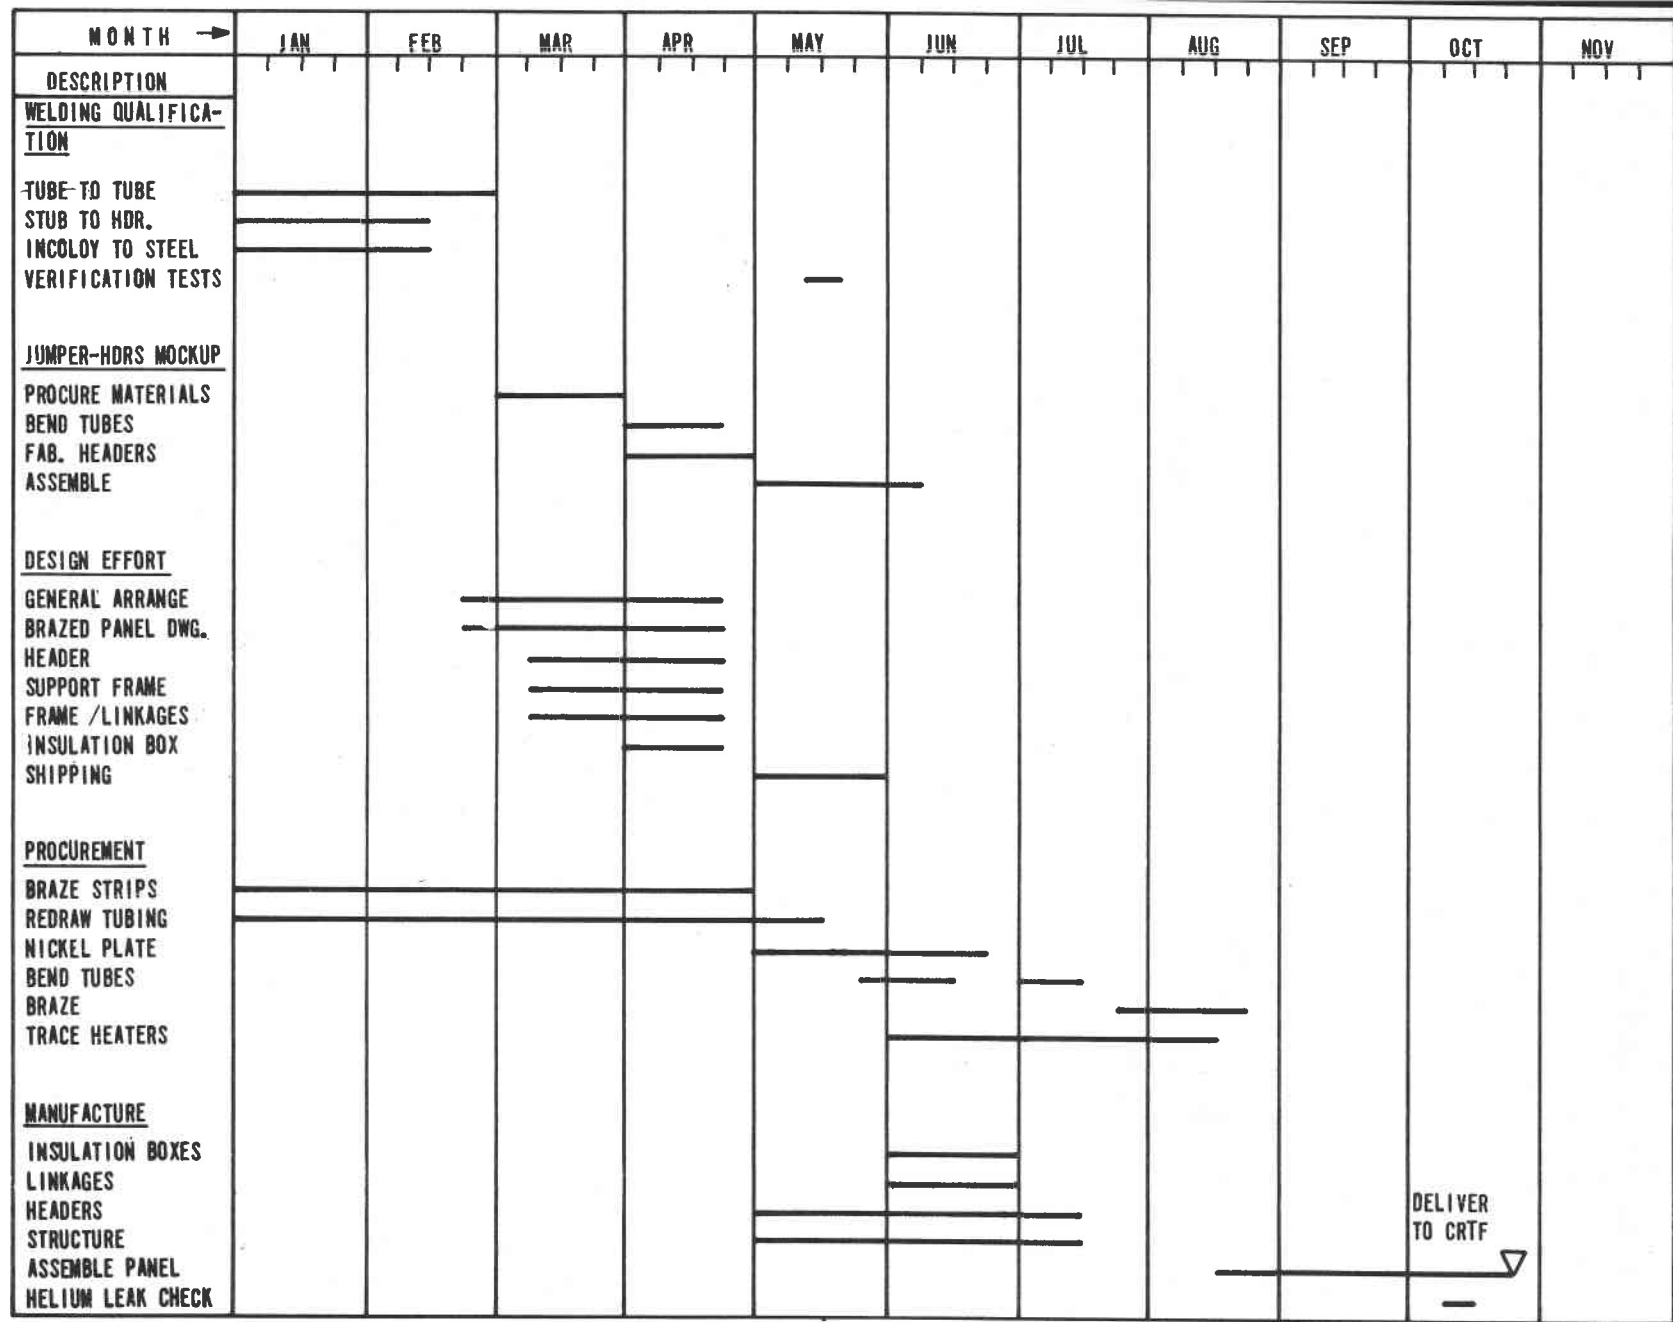 MONTH → JAN FEB MAR APR MAY JUN JUL AUG SEP OCT NOV
DESCRIPTION
WELDING QUALIFICA-
TION
TUBE TO TUBE
STUB TO HDR.
INCOLOY TO STEEL
VERIFICATION TESTS
JUMPER-HDRS MOCKUP
PROCURE MATERIALS
BEND TUBES
FAB. HEADERS
ASSEMBLE
DESIGN EFFORT
GENERAL ARRANGE
BRAZED PANEL DWG.
HEADER
SUPPORT FRAME
FRAME /LINKAGES
INSULATION BOX
SHIPPING
PROCUREMENT
BRAZE STRIPS
REDRAW TUBING
NICKEL PLATE
BEND TUBES
BRAZE
TRACE HEATERS
MANUFACTURE
INSULATION BOXES
LINKAGES
HEADERS
STRUCTURE
ASSEMBLE PANEL
HELIUM LEAK CHECK
DELIVER
TO CRTF